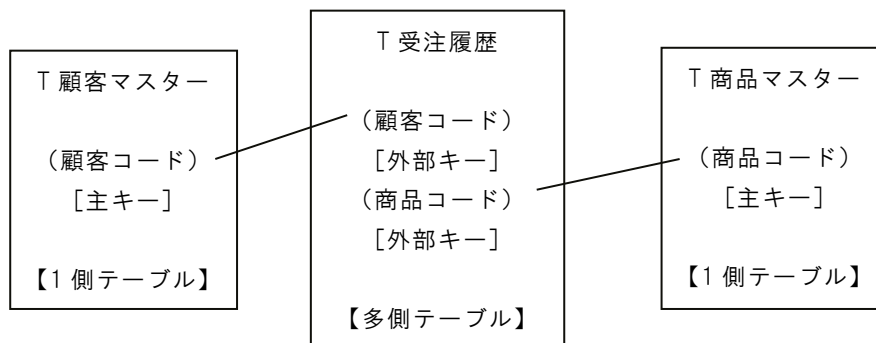 T 顧客マスター
（顧客コード）
［主キー］
【1 側テーブル】
T 受注履歴
（顧客コード）
［外部キー］
（商品コード）
［外部キー］
【多側テーブル】
T 商品マスター
（商品コード）
［主キー］
【1 側テーブル】